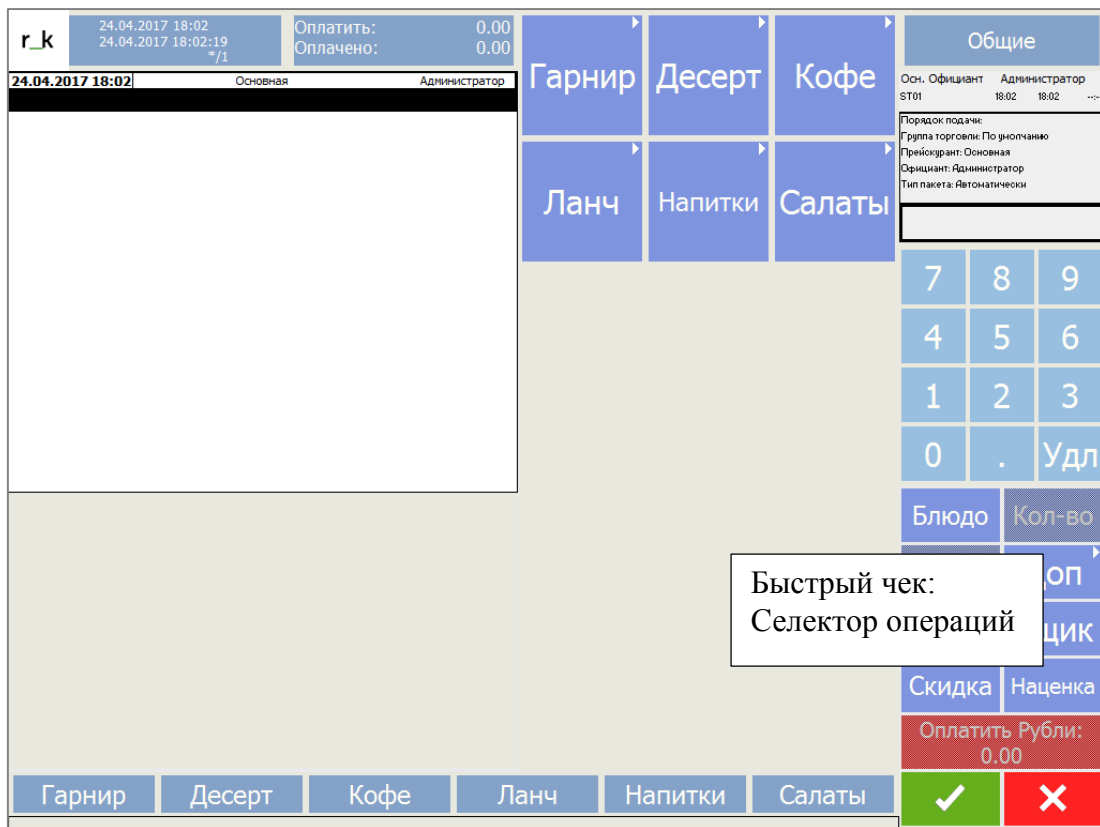 r_k
24.04.2017 18:02
24.04.2017 18:02:19
*/1
Оплатить: 0.00
Оплачено: 0.00
24.04.2017 18:02 Основная Администратор
Гарнир Десерт Кофе
Ланч Напитки Салаты
Общие
Осн. Официант Администратор
ST01 18:02 18:02 --:--
Порядок подачи:
Группа торговли: По умолчанию
Прейскурант: Основная
Официант: Администратор
Тип пакета: Автоматически
7 8 9
4 5 6
1 2 3
0 . Удл
Блюдо Кол-во
оп
щик
Быстрый чек:
Селектор операций
Скидка Наценка
Оплатить Рубли:
0.00
Гарнир Десерт Кофе Ланч Напитки Салаты